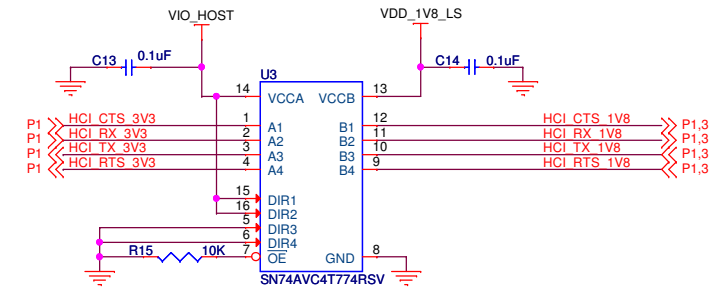 VIO_HOST VDD_1V8_LS
C13 0.1uF C14 0.1uF
U3
14 VCCA VCCB 13
P1 HCI_CTS_3V3 1 A1 B1 12 HCI_CTS_1V8 P1,3
P1 HCI_RX_3V3 2 A2 B2 11 HCI_RX_1V8 P1,3
P1 HCI_TX_3V3 3 A3 B3 10 HCI_TX_1V8 P1,3
P1 HCI_RTS_3V3 4 A4 B4 9 HCI_RTS_1V8 P1,3
15 DIR1
16 DIR2
5 DIR3
6 DIR4
R15 10K 7 OE GND 8
SN74AVC4T774RSV